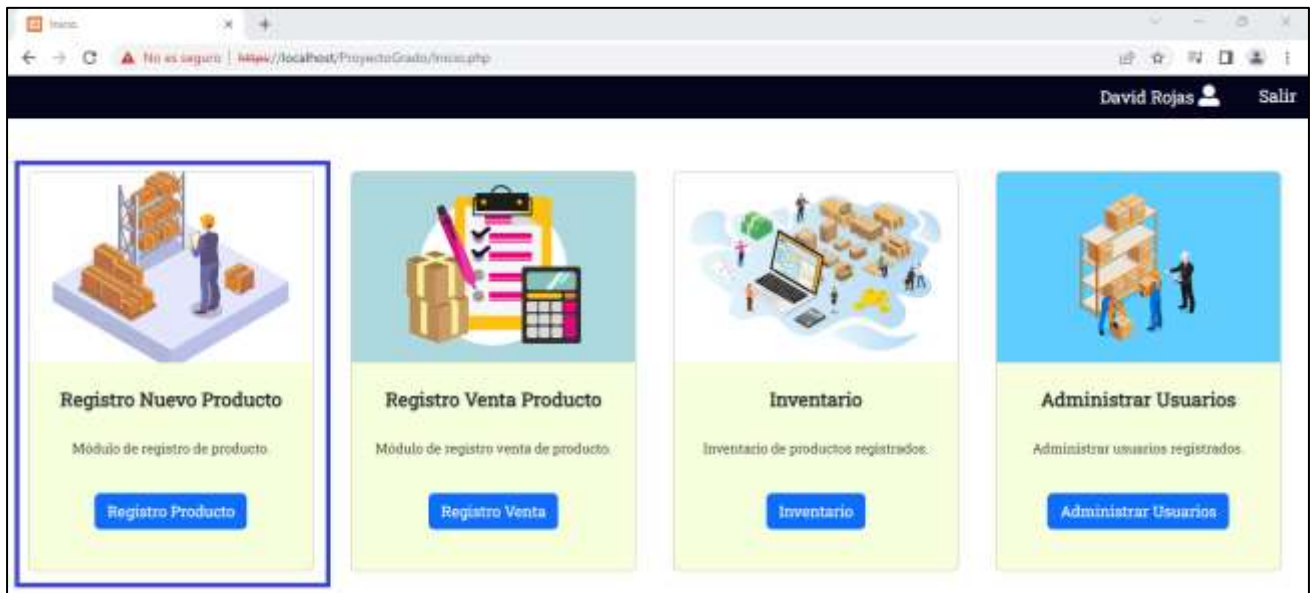 Inicio.
No es seguro | https://localhost/ProyectoGrado/Inicio.php
David Rojas Salir
Registro Nuevo Producto
Módulo de registro de producto.
Registro Producto
Registro Venta Producto
Módulo de registro venta de producto.
Registro Venta
Inventario
Inventario de productos registrados.
Inventario
Administrar Usuarios
Administrar usuarios registrados.
Administrar Usuarios